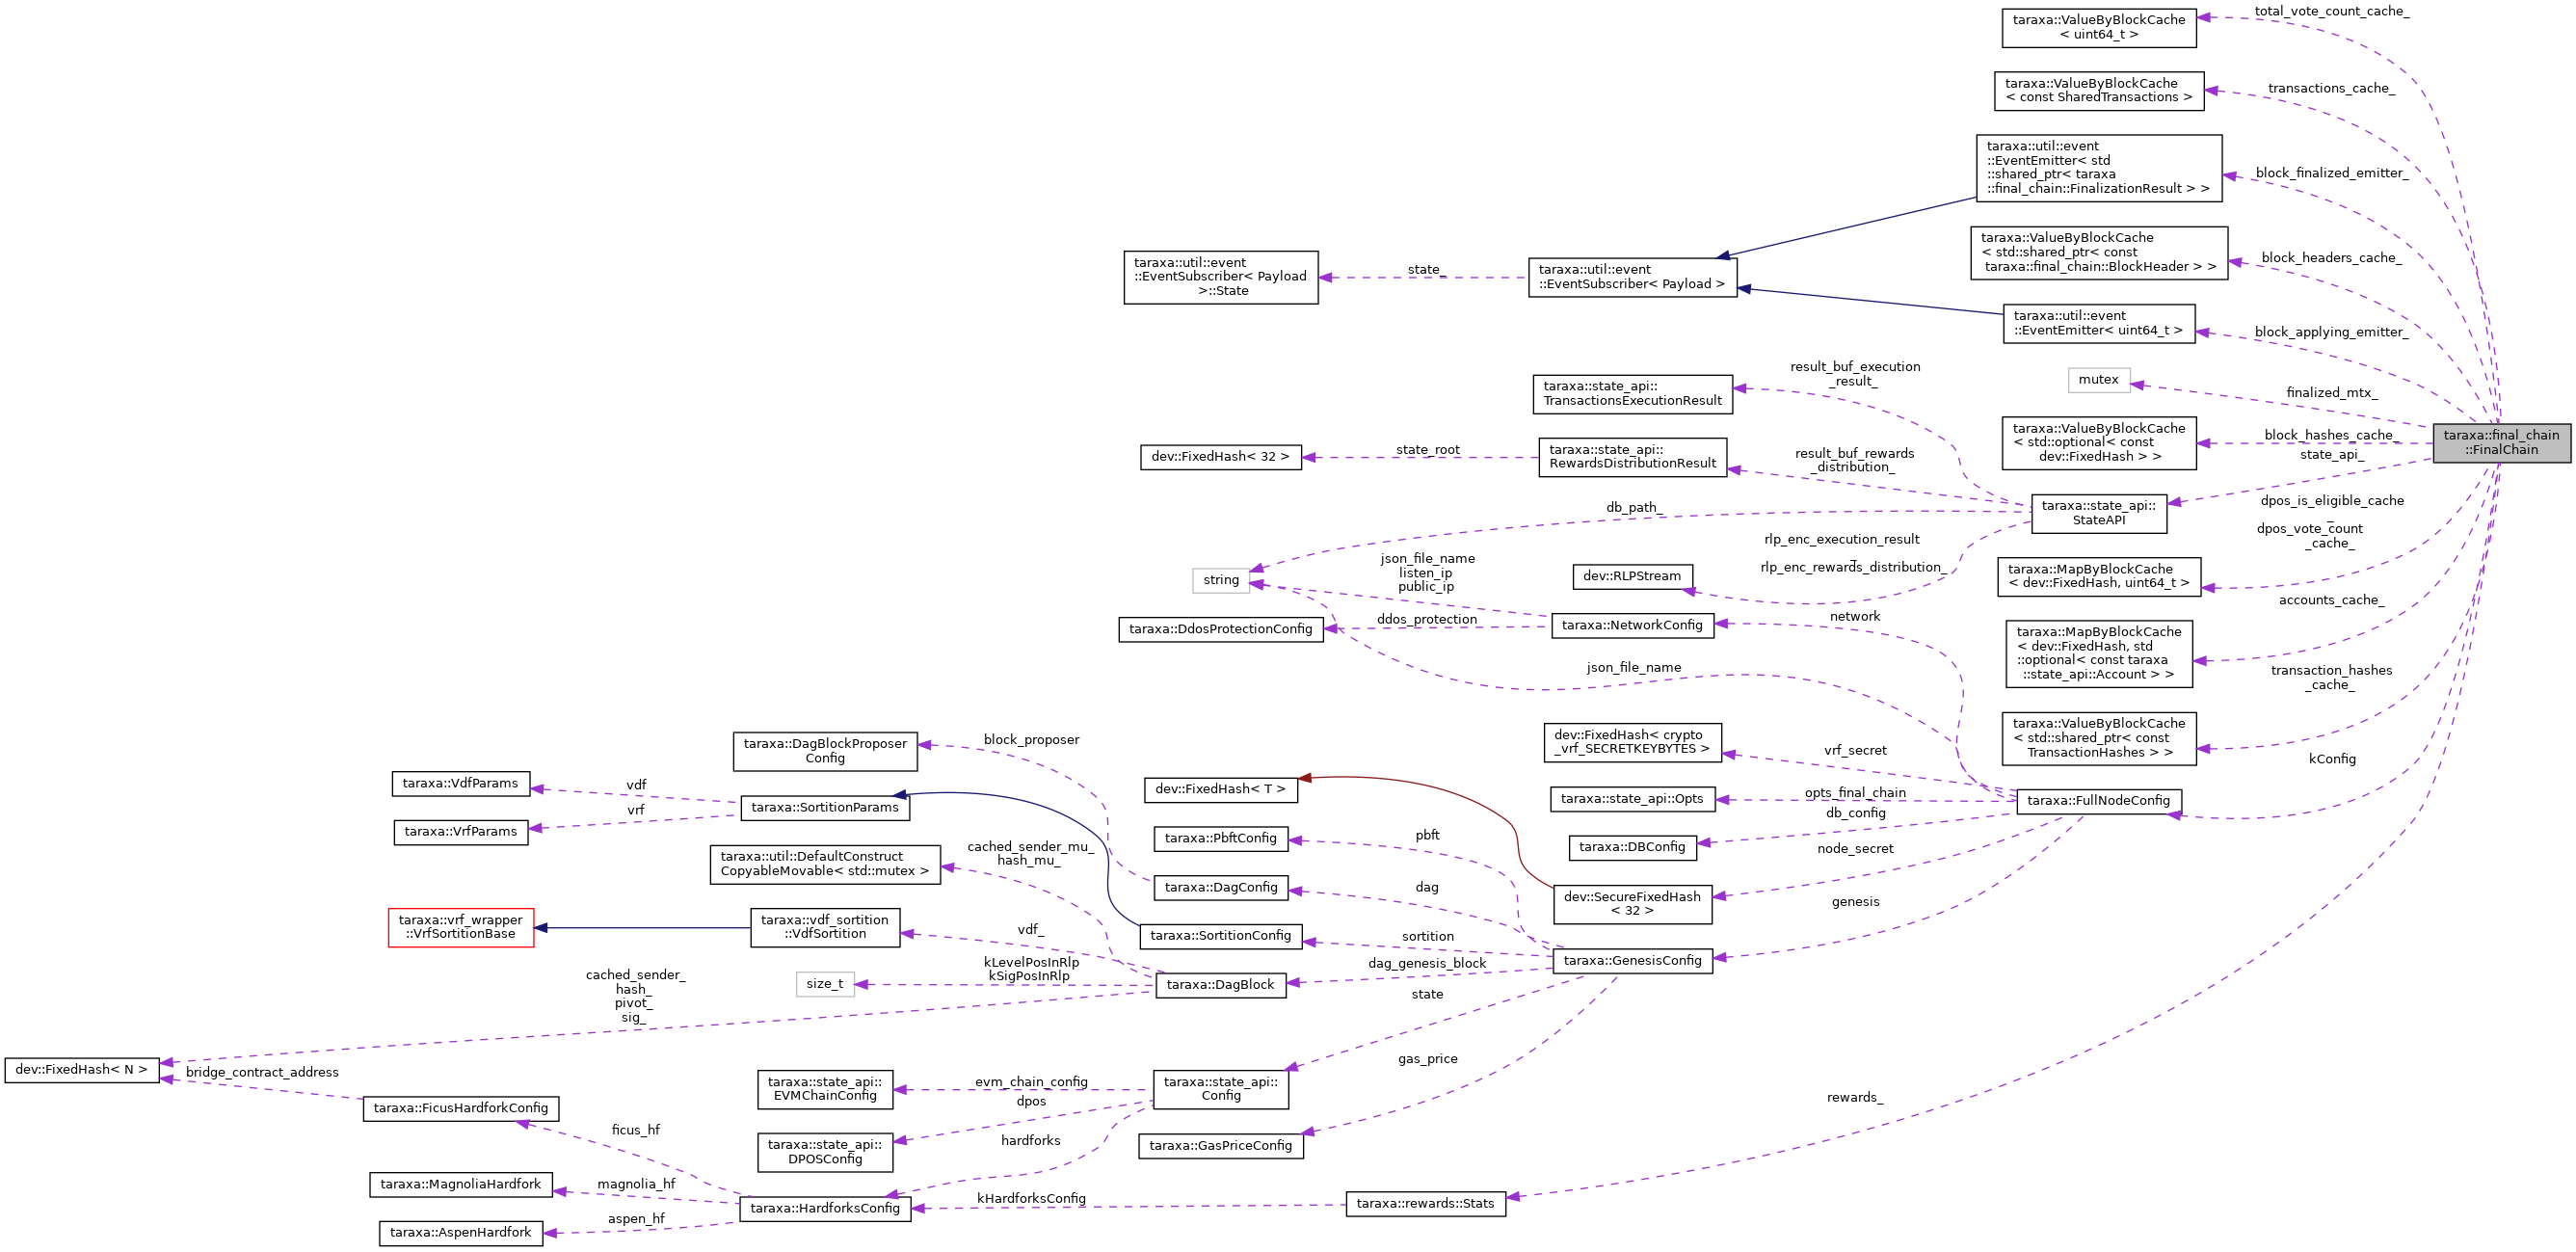 taraxa::ValueByBlockCache
< uint64_t >
total_vote_count_cache_
taraxa::ValueByBlockCache
< const SharedTransactions >
transactions_cache_
taraxa::util::event
::EventEmitter< std
::shared_ptr< taraxa
::final_chain::FinalizationResult > >
block_finalized_emitter_
taraxa::ValueByBlockCache
< std::shared_ptr< const
taraxa::final_chain::BlockHeader > >
block_headers_cache_
taraxa::util::event
::EventSubscriber< Payload
>::State
state_
taraxa::util::event
::EventSubscriber< Payload >
taraxa::util::event
::EventEmitter< uint64_t >
block_applying_emitter_
mutex
finalized_mtx_
taraxa::state_api::
TransactionsExecutionResult
result_buf_execution
_result_
taraxa::ValueByBlockCache
< std::optional< const
dev::FixedHash > >
block_hashes_cache_
taraxa::final_chain
::FinalChain
dev::FixedHash< 32 >
state_root
taraxa::state_api::
RewardsDistributionResult
result_buf_rewards
_distribution_
state_api_
taraxa::state_api::
StateAPI
db_path_
dpos_is_eligible_cache
_
dpos_vote_count
_cache_
rlp_enc_execution_result
_
rlp_enc_rewards_distribution_
string
json_file_name
listen_ip
public_ip
dev::RLPStream
taraxa::MapByBlockCache
< dev::FixedHash, uint64_t >
accounts_cache_
taraxa::DdosProtectionConfig
ddos_protection
taraxa::NetworkConfig
network
taraxa::MapByBlockCache
< dev::FixedHash, std
::optional< const taraxa
::state_api::Account > >
json_file_name
transaction_hashes
_cache_
taraxa::ValueByBlockCache
< std::shared_ptr< const
TransactionHashes > >
kConfig
taraxa::DagBlockProposer
Config
block_proposer
dev::FixedHash< crypto
_vrf_SECRETKEYBYTES >
vrf_secret
taraxa::VdfParams
vdf
taraxa::SortitionParams
dev::FixedHash< T >
taraxa::state_api::Opts
opts_final_chain
taraxa::FullNodeConfig
taraxa::VrfParams
vrf
taraxa::PbftConfig
pbft
taraxa::DBConfig
db_config
taraxa::util::DefaultConstruct
CopyableMovable< std::mutex >
cached_sender_mu_
hash_mu_
node_secret
taraxa::DagConfig
dag
dev::SecureFixedHash
< 32 >
genesis
taraxa::vrf_wrapper
::VrfSortitionBase
taraxa::vdf_sortition
::VdfSortition
vdf_
taraxa::SortitionConfig
sortition
taraxa::GenesisConfig
size_t
kLevelPosInRlp
kSigPosInRlp
taraxa::DagBlock
dag_genesis_block
cached_sender_
hash_
pivot_
sig_
state
dev::FixedHash< N >
bridge_contract_address
gas_price
taraxa::state_api::
EVMChainConfig
evm_chain_config
dpos
taraxa::state_api::
Config
taraxa::FicusHardforkConfig
rewards_
ficus_hf
taraxa::state_api::
DPOSConfig
hardforks
taraxa::GasPriceConfig
taraxa::MagnoliaHardfork
magnolia_hf
taraxa::HardforksConfig
kHardforksConfig
taraxa::rewards::Stats
taraxa::AspenHardfork
aspen_hf